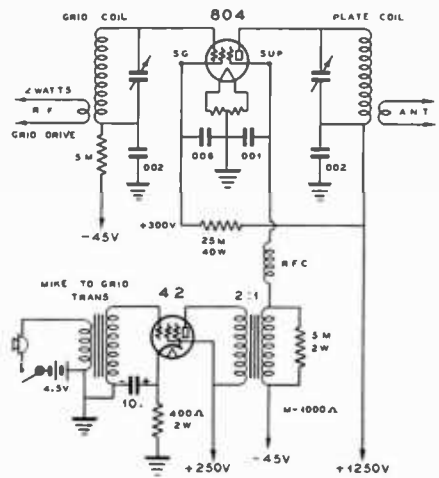 GRID COIL
804
PLATE COIL
SG
SUP
2 WATTS
RF
GRID DRIVE
ANT
006
001
5M
002
002
-45V
+300V
25M
40W
RFC
MIKE TO GRID
TRANS
42
2:1
5M
2W
4.5V
- +
10.
400Ω
2W
M-1000Ω
+250V
-45V
+1250V